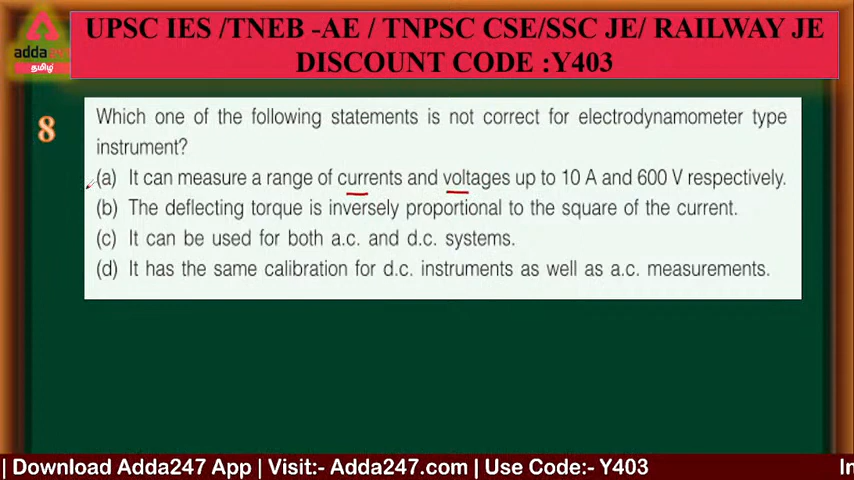 UPSC IES /TNEB -AE / TNPSC CSE/SSC JE/ RAILWAY JE
DISCOUNT CODE :Y403
adda247
தமிழ்
8
Which one of the following statements is not correct for electrodynamometer type
instrument?
(a) It can measure a range of currents and voltages up to 10 A and 600 V respectively.
(b) The deflecting torque is inversely proportional to the square of the current.
(c) It can be used for both a.c. and d.c. systems.
(d) It has the same calibration for d.c. instruments as well as a.c. measurements.
| Download Adda247 App | Visit:- Adda247.com | Use Code:- Y403 In